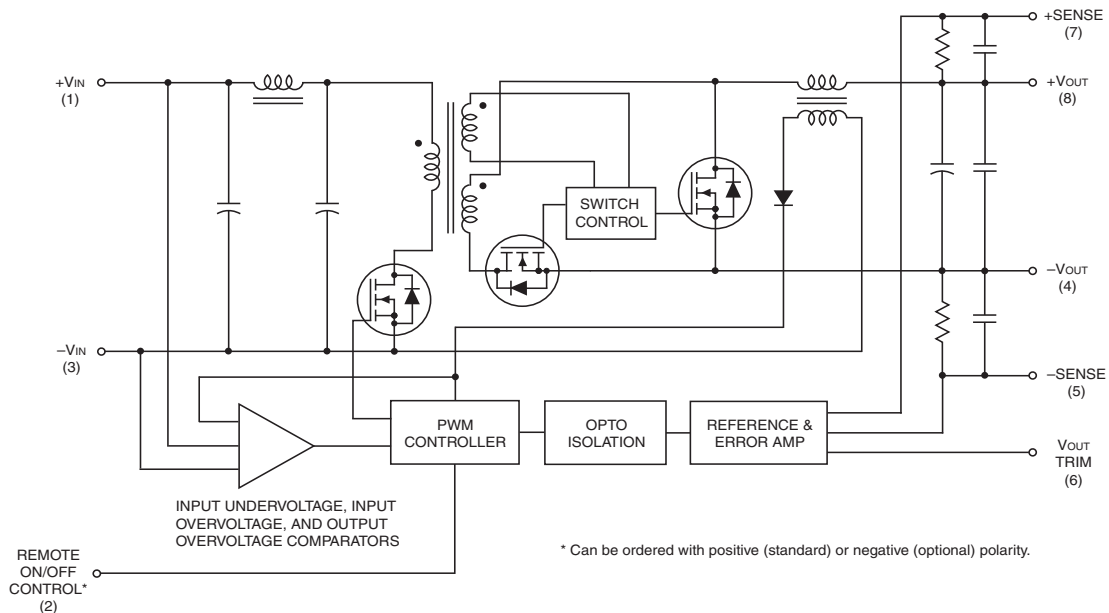 +SENSE
(7)
+VIN
(1)
+VOUT
(8)
SWITCH
CONTROL
−VOUT
(4)
−VIN
(3)
−SENSE
(5)
PWM
CONTROLLER
OPTO
ISOLATION
REFERENCE &
ERROR AMP
VOUT
TRIM
(6)
INPUT UNDERVOLTAGE, INPUT
OVERVOLTAGE, AND OUTPUT
OVERVOLTAGE COMPARATORS
REMOTE
ON/OFF
CONTROL*
(2)
* Can be ordered with positive (standard) or negative (optional) polarity.